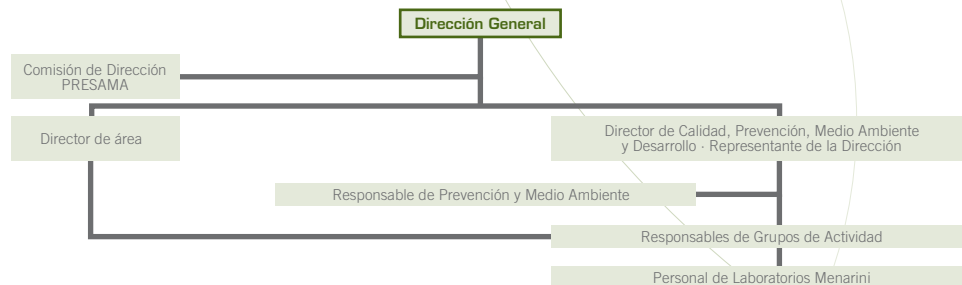 Dirección General
Comisión de Dirección
PRESAMA
Director de área
Director de Calidad, Prevención, Medio Ambiente
y Desarrollo · Representante de la Dirección
Responsable de Prevención y Medio Ambiente
Responsables de Grupos de Actividad
Personal de Laboratorios Menarini